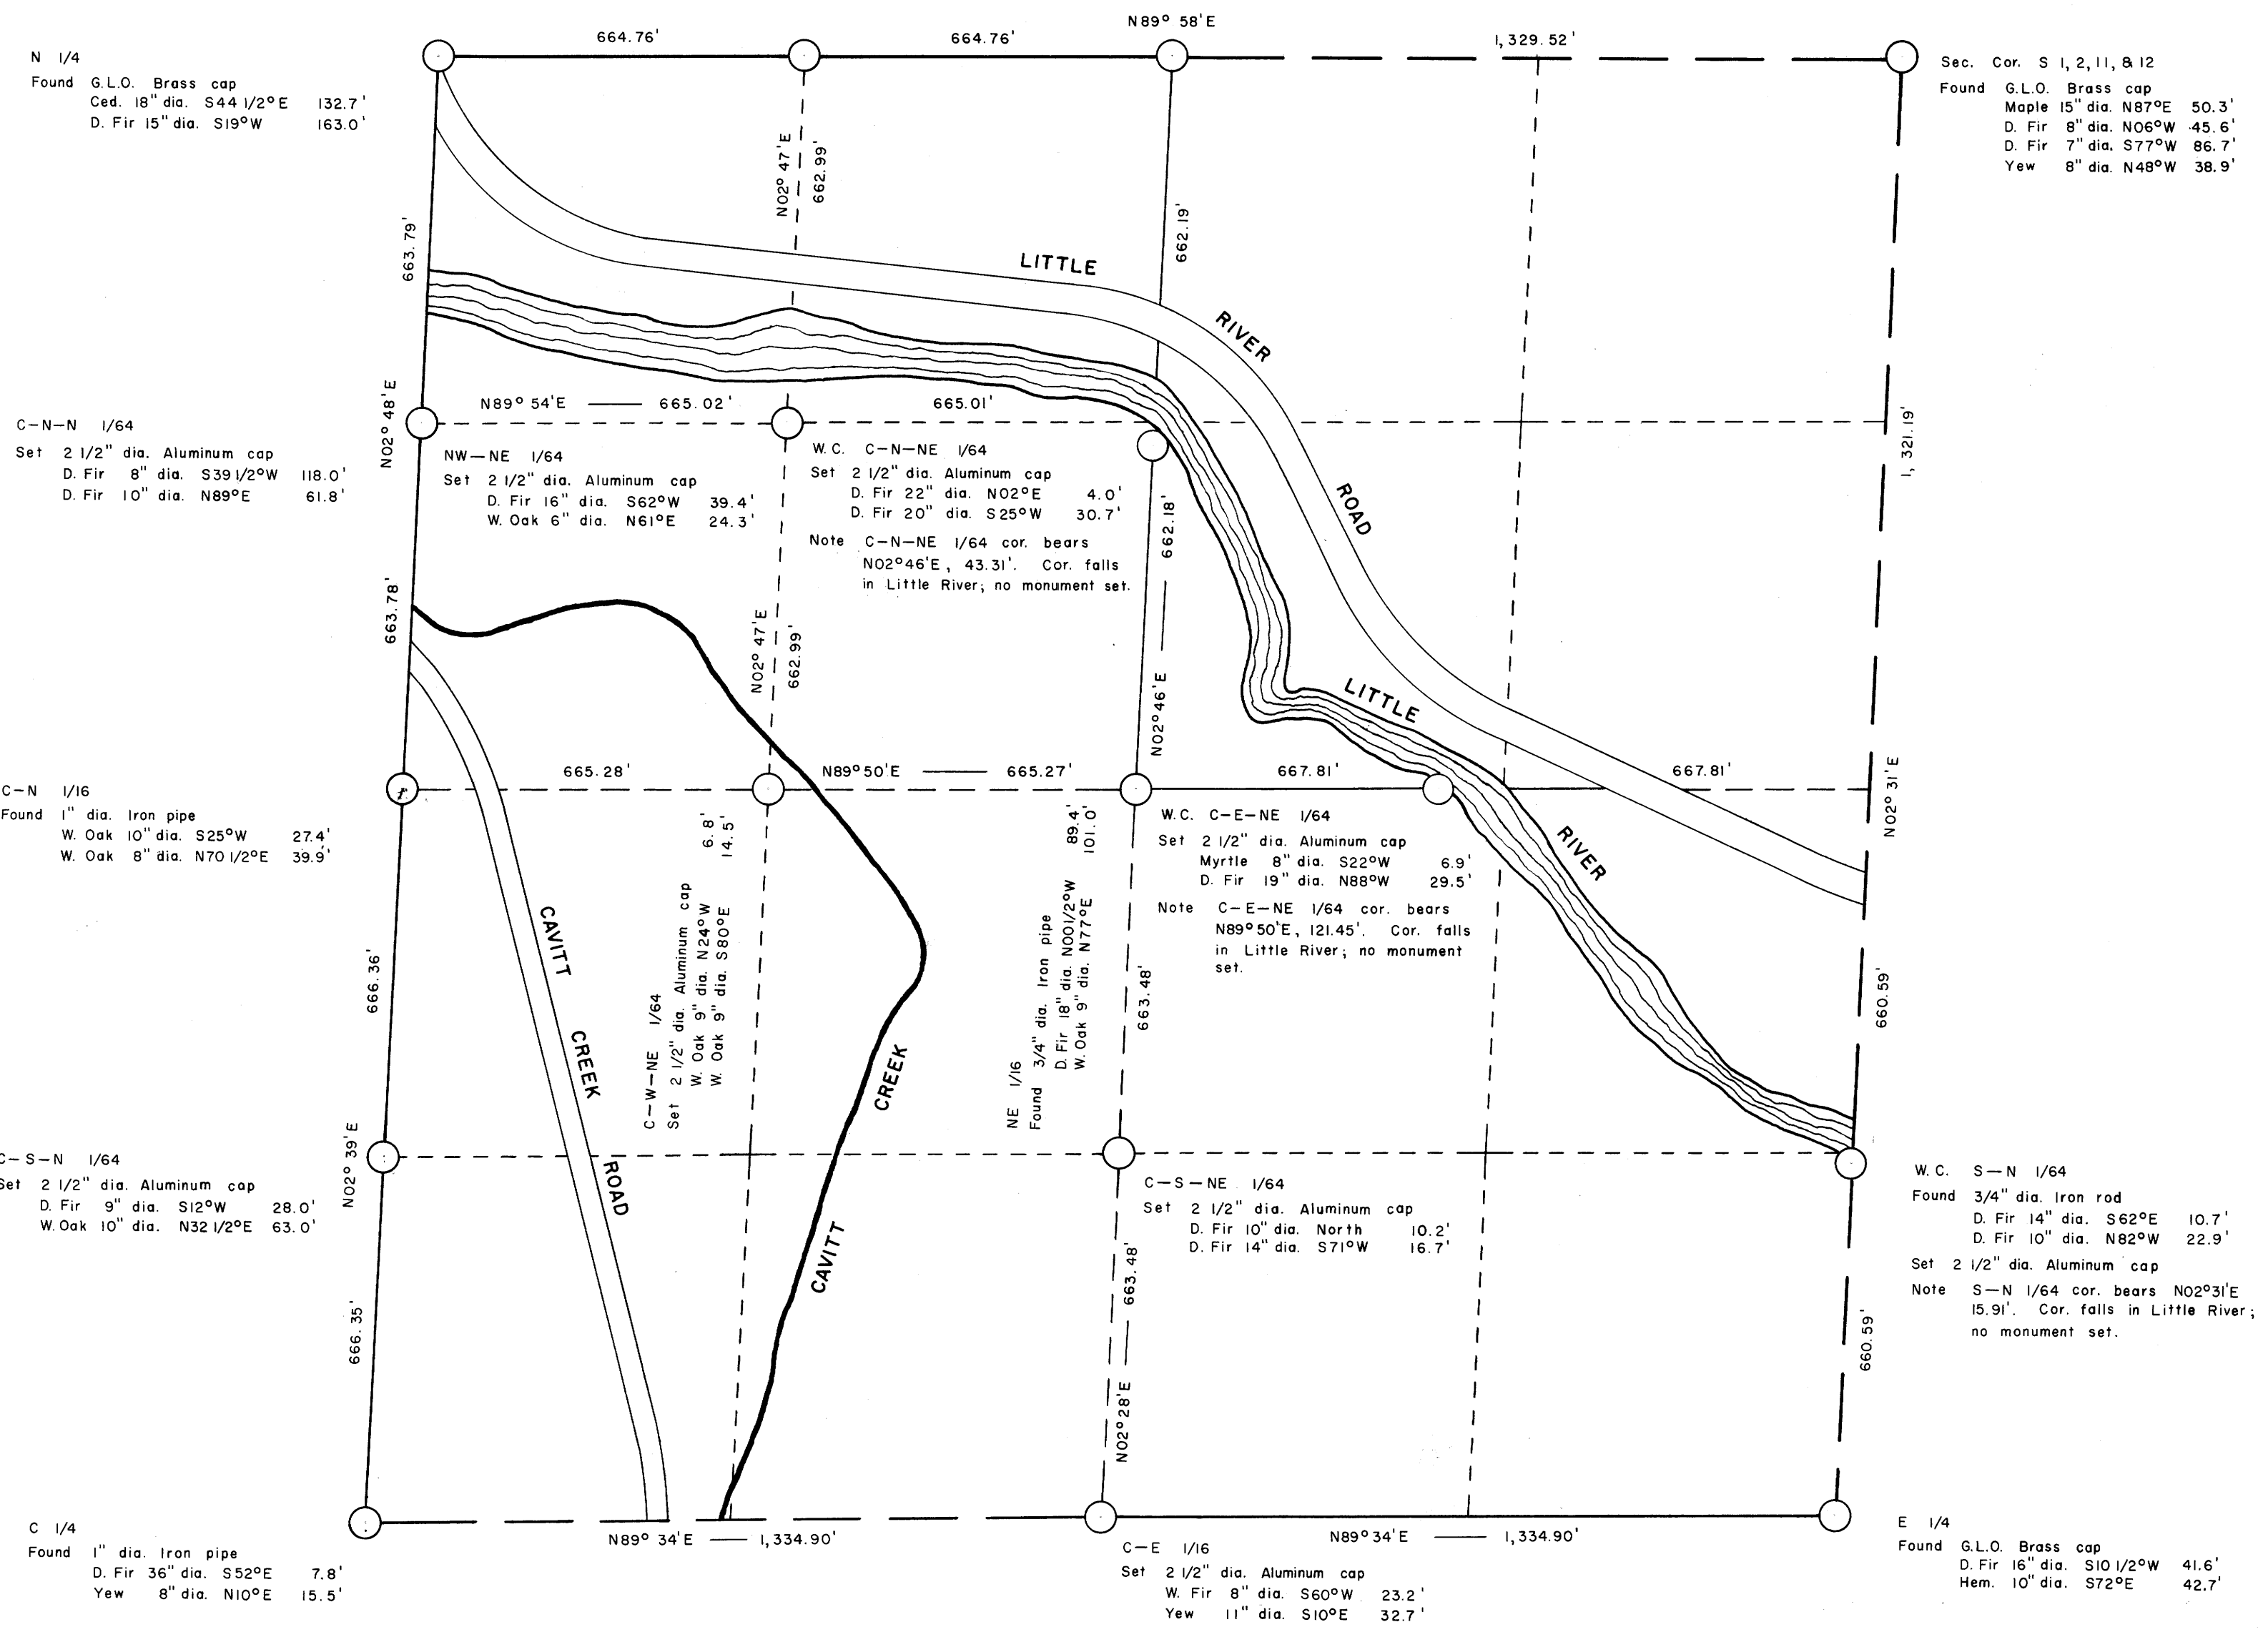 N89° 58'E
664.76'
664.76'
1,329.52'
N 1/4
Found G.L.O. Brass cap
Ced. 18" dia. S44 1/2°E 132.7'
D. Fir 15" dia. S19°W 163.0'
Sec. Cor. S 1, 2, 11, & 12
Found G.L.O. Brass cap
Maple 15" dia. N87°E 50.3'
D. Fir 8" dia. N06°W 45.6'
D. Fir 7" dia. S77°W 86.7'
Yew 8" dia. N48°W 38.9'
N02° 47'E
662.99'
663.79'
662.19'
LITTLE
RIVER
ROAD
N02° 48'E
N89° 54'E —— 665.02'
665.01'
1,321.19'
C-N-N 1/64
Set 2 1/2" dia. Aluminum cap
D. Fir 8" dia. S39 1/2°W 118.0'
D. Fir 10" dia. N89°E 61.8'
NW-NE 1/64
Set 2 1/2" dia. Aluminum cap
D. Fir 16" dia. S62°W 39.4'
W. Oak 6" dia. N61°E 24.3'
W.C. C-N-NE 1/64
Set 2 1/2" dia. Aluminum cap
D. Fir 22" dia. N02°E 4.0'
D. Fir 20" dia. S25°W 30.7'
Note C-N-NE 1/64 cor. bears
N02°46'E, 43.31'. Cor. falls
in Little River; no monument set.
662.18'
N02°46'E
663.78'
N02° 47'E
662.99'
LITTLE
RIVER
665.28'
N89°50'E —— 665.27'
667.81'
667.81'
N02° 31'E
C-N 1/16
Found 1" dia. Iron pipe
W. Oak 10" dia. S25°W 27.4'
W. Oak 8" dia. N70 1/2°E 39.9'
W.C. C-E-NE 1/64
Set 2 1/2" dia. Aluminum cap
Myrtle 8" dia. S22°W 6.9'
D. Fir 19" dia. N88°W 29.5'
Note C-E-NE 1/64 cor. bears
N89°50'E, 121.45'. Cor. falls
in Little River; no monument
set.
C-W-NE 1/64
Set 2 1/2" dia. Aluminum cap
W. Oak 9" dia. N24°W 6.8'
W. Oak 9" dia. S80°E 14.5'
NE 1/16
Found 3/4" dia. Iron pipe
D. Fir 18" dia. N00 1/2°W 89.4'
W. Oak 9" dia. N77°E 101.0'
666.36'
663.48'
660.59'
CAVITT
CREEK
ROAD
CREEK
CAVITT
N02° 39'E
C-S-N 1/64
Set 2 1/2" dia. Aluminum cap
D. Fir 9" dia. S12°W 28.0'
W. Oak 10" dia. N32 1/2°E 63.0'
C-S-NE 1/64
Set 2 1/2" dia. Aluminum cap
D. Fir 10" dia. North 10.2'
D. Fir 14" dia. S71°W 16.7'
W.C. S-N 1/64
Found 3/4" dia. Iron rod
D. Fir 14" dia. S62°E 10.7'
D. Fir 10" dia. N82°W 22.9'
Set 2 1/2" dia. Aluminum cap
Note S-N 1/64 cor. bears N02°31'E
15.91'. Cor. falls in Little River;
no monument set.
666.35'
N02°28'E —— 663.48'
660.59'
N89° 34'E —— 1,334.90'
N89° 34'E —— 1,334.90'
C 1/4
Found 1" dia. Iron pipe
D. Fir 36" dia. S52°E 7.8'
Yew 8" dia. N10°E 15.5'
C-E 1/16
Set 2 1/2" dia. Aluminum cap
W. Fir 8" dia. S60°W 23.2'
Yew 11" dia. S10°E 32.7'
E 1/4
Found G.L.O. Brass cap
D. Fir 16" dia. S10 1/2°W 41.6'
Hem. 10" dia. S72°E 42.7'